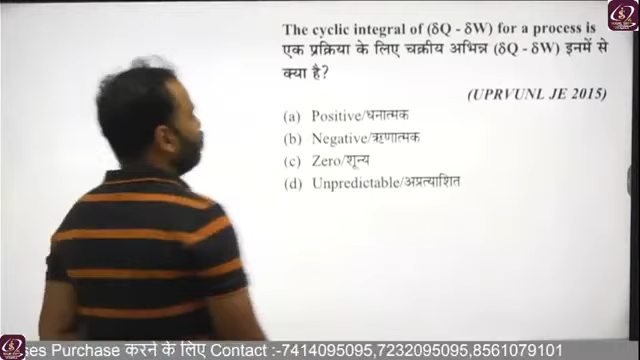 The cyclic integral of (δQ - δW) for a process is
एक प्रक्रिया के लिए चक्रीय अभिन्न (δQ - δW) इनमें से
क्या है?
(UPRVUNL JE 2015)
(a) Positive/धनात्मक
(b) Negative/ऋणात्मक
(c) Zero/शून्य
(d) Unpredictable/अप्रत्याशित
ses Purchase करने के लिए Contact :-7414095095,7232095095,8561079101